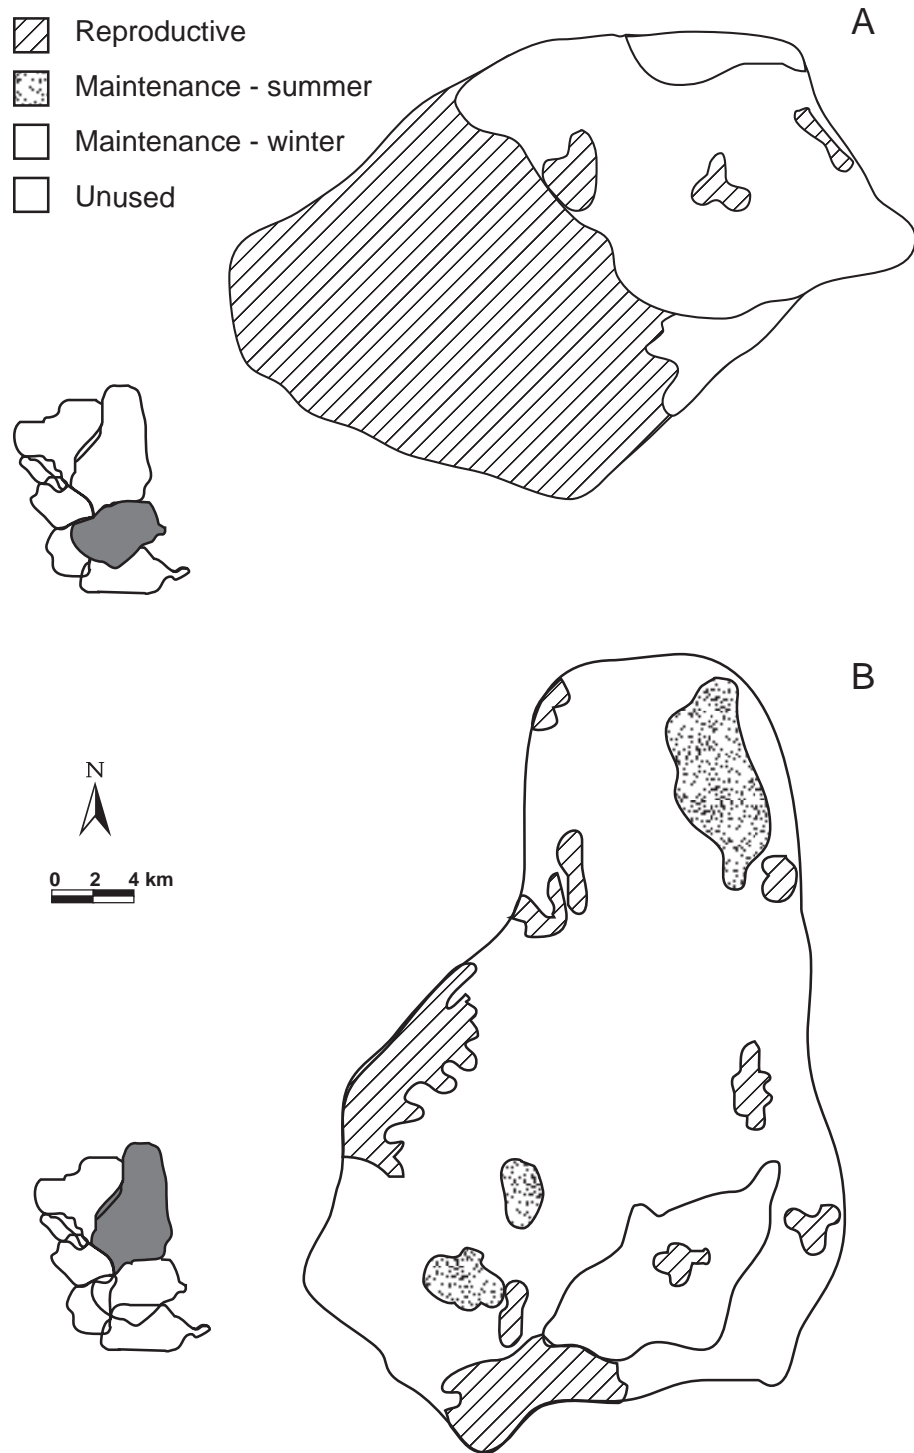 Reproductive
Maintenance - summer
Maintenance - winter
Unused
A
B
N
0 2 4 km